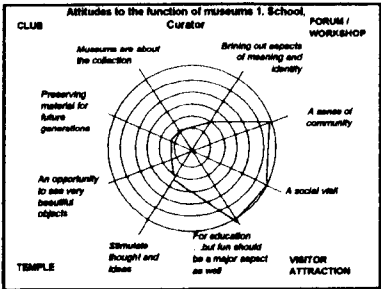 Attitudes to the function of museums 1. School,
Curator
CLUB
FORUM /
WORKSHOP
Museums are about
the collection
Brining out aspects
of meaning and
identity
Preserving
material for
future
generations
A sense of
community
An opportunity
to see very
beautiful
objects
A social visit
Stimulate
thought and
ideas
For education
...but fun should
be a major aspect
as well
TEMPLE
VISITOR
ATTRACTION